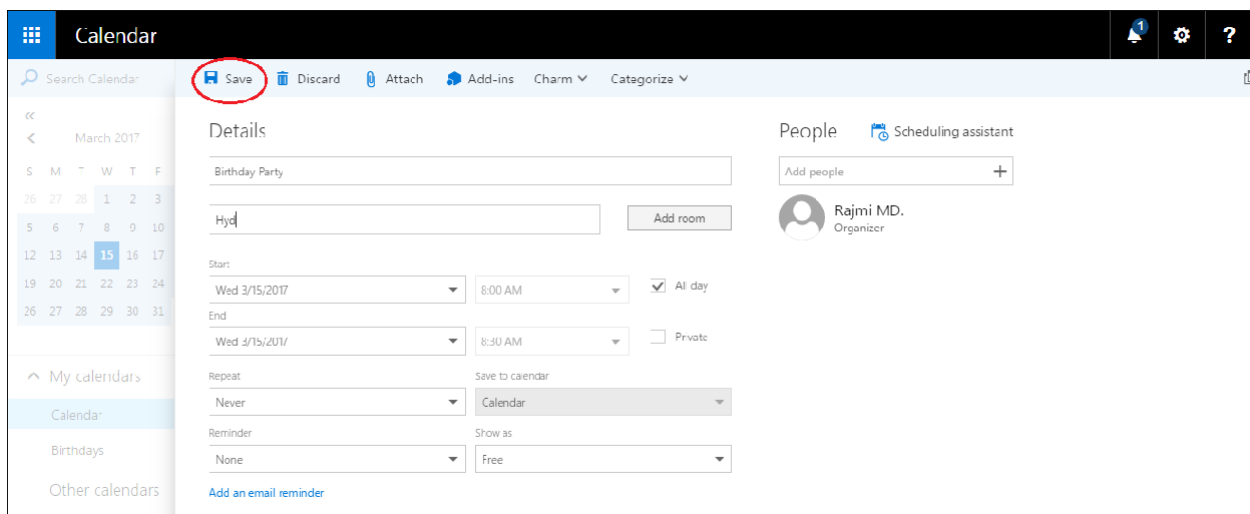 Calendar
1
?
Search Calendar
Save Discard Attach Add-ins Charm Categorize
Details
People Scheduling assistant
March 2017
S M T W T F
26 27 28 1 2 3
5 6 7 8 9 10
12 13 14 15 16 17
19 20 21 22 23 24
26 27 28 29 30 31
My calendars
Calendar
Birthdays
Other calendars
Birthday Party
Hyd
Add room
Start
Wed 3/15/2017 8:00 AM All day
End
Wed 3/15/2017 8:30 AM Private
Repeat Save to calendar
Never Calendar
Reminder Show as
None Free
Add an email reminder
Add people
Rajmi MD.
Organizer